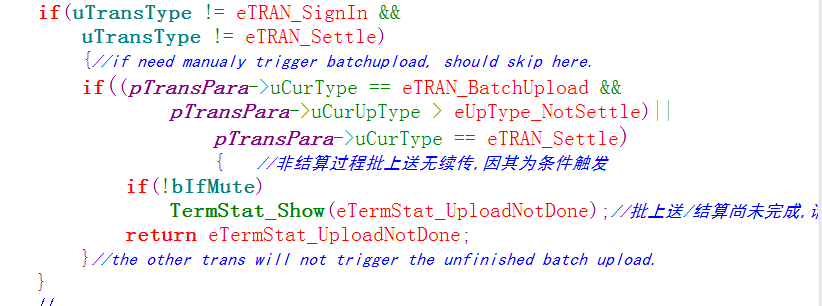 if(uTransType != eTRAN_SignIn &&
uTransType != eTRAN_Settle)
{//if need manualy trigger batchupload, should skip here.
if((pTransPara->uCurType == eTRAN_BatchUpload &&
pTransPara->uCurUpType > eUpType_NotSettle)||
pTransPara->uCurType == eTRAN_Settle)
{ //非结算过程批上送无续传,因其为条件触发
if(!bIfMute)
TermStat_Show(eTermStat_UploadNotDone);//批上送/结算尚未完成,
return eTermStat_UploadNotDone;
}//the other trans will not trigger the unfinished batch upload.
}
//